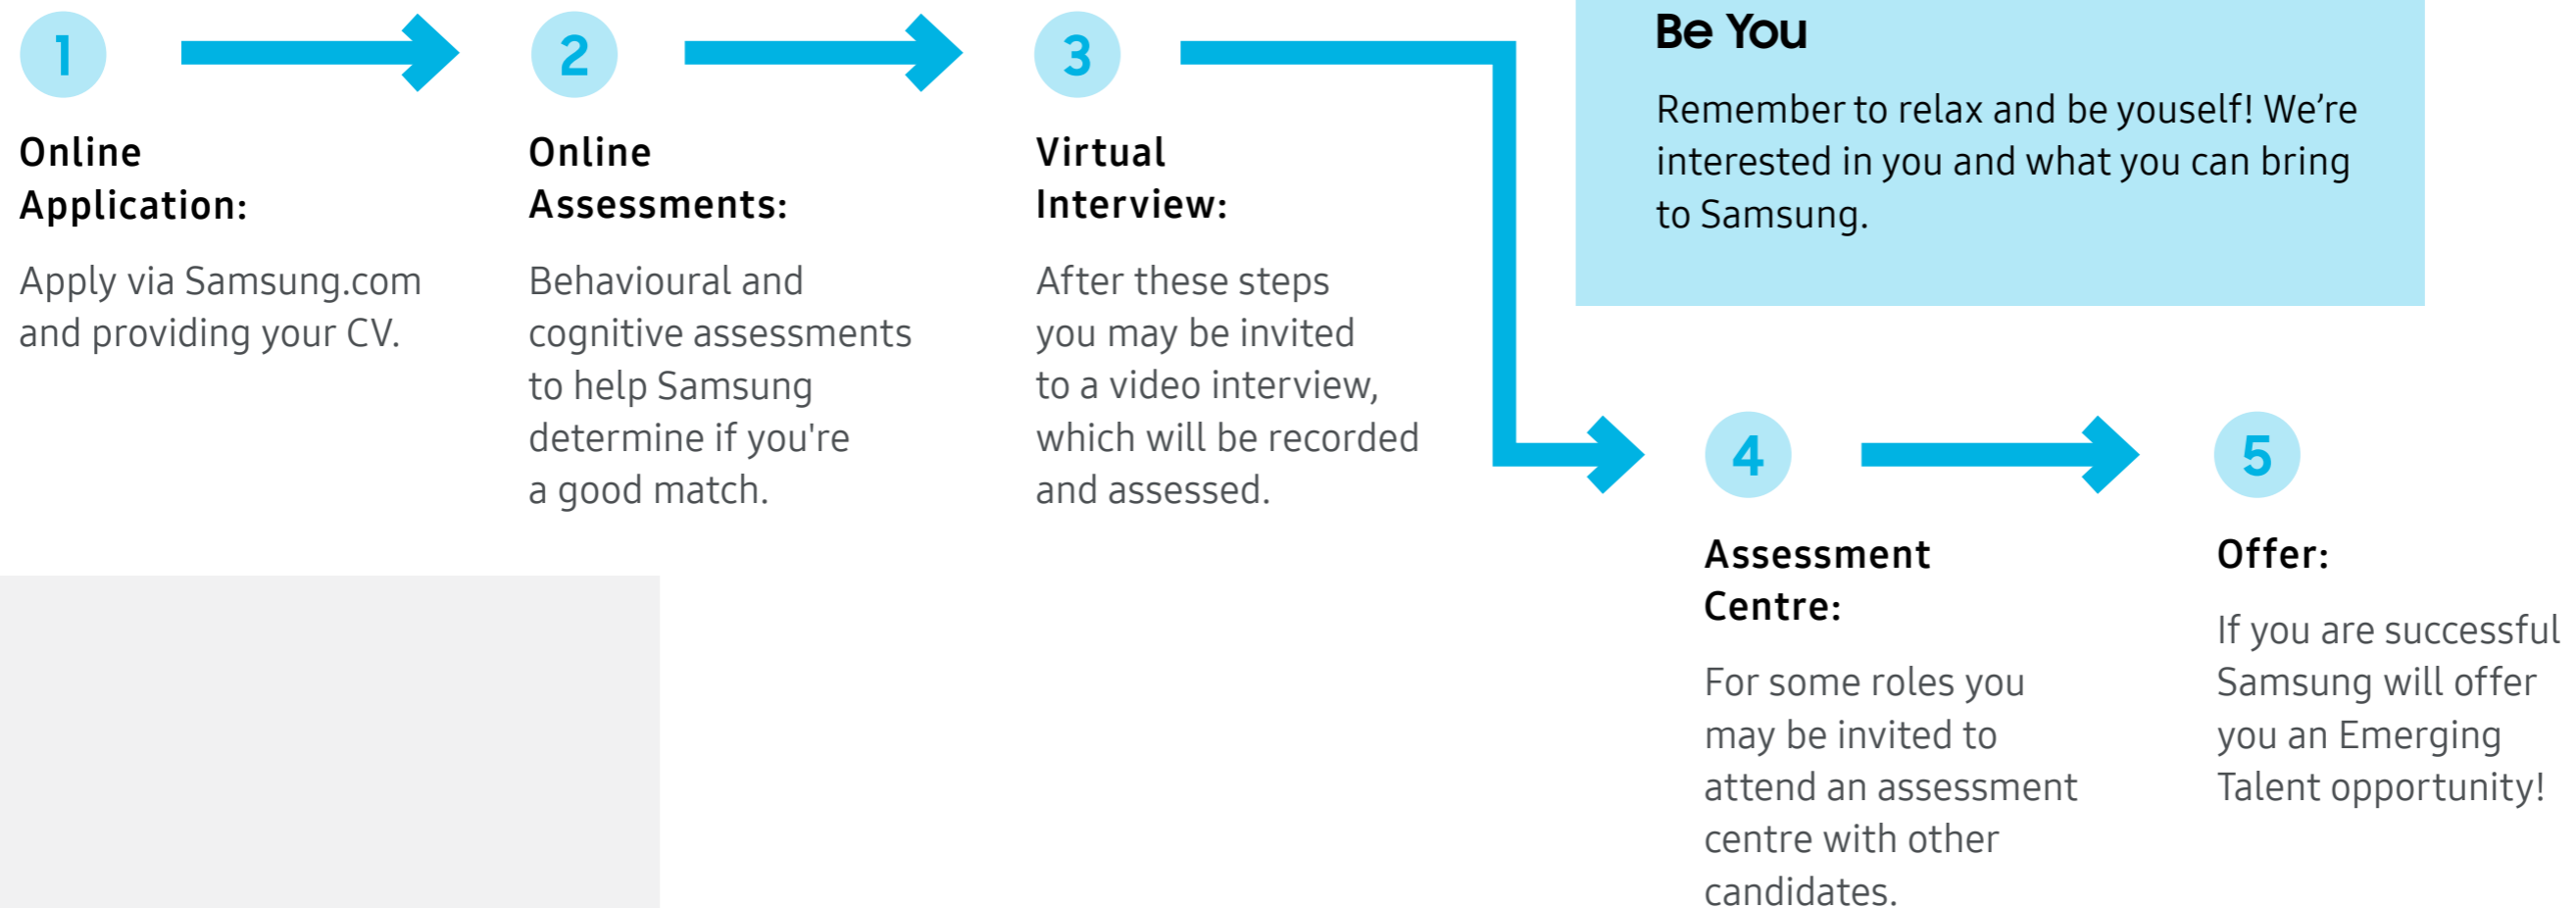 1
Online
Application:
Apply via Samsung.com
and providing your CV.
2
Online
Assessments:
Behavioural and
cognitive assessments
to help Samsung
determine if you're
a good match.
3
Virtual
Interview:
After these steps
you may be invited
to a video interview,
which will be recorded
and assessed.
Be You
Remember to relax and be youself! We’re
interested in you and what you can bring
to Samsung.
4
Assessment
Centre:
For some roles you
may be invited to
attend an assessment
centre with other
candidates.
5
Offer:
If you are successful
Samsung will offer
you an Emerging
Talent opportunity!